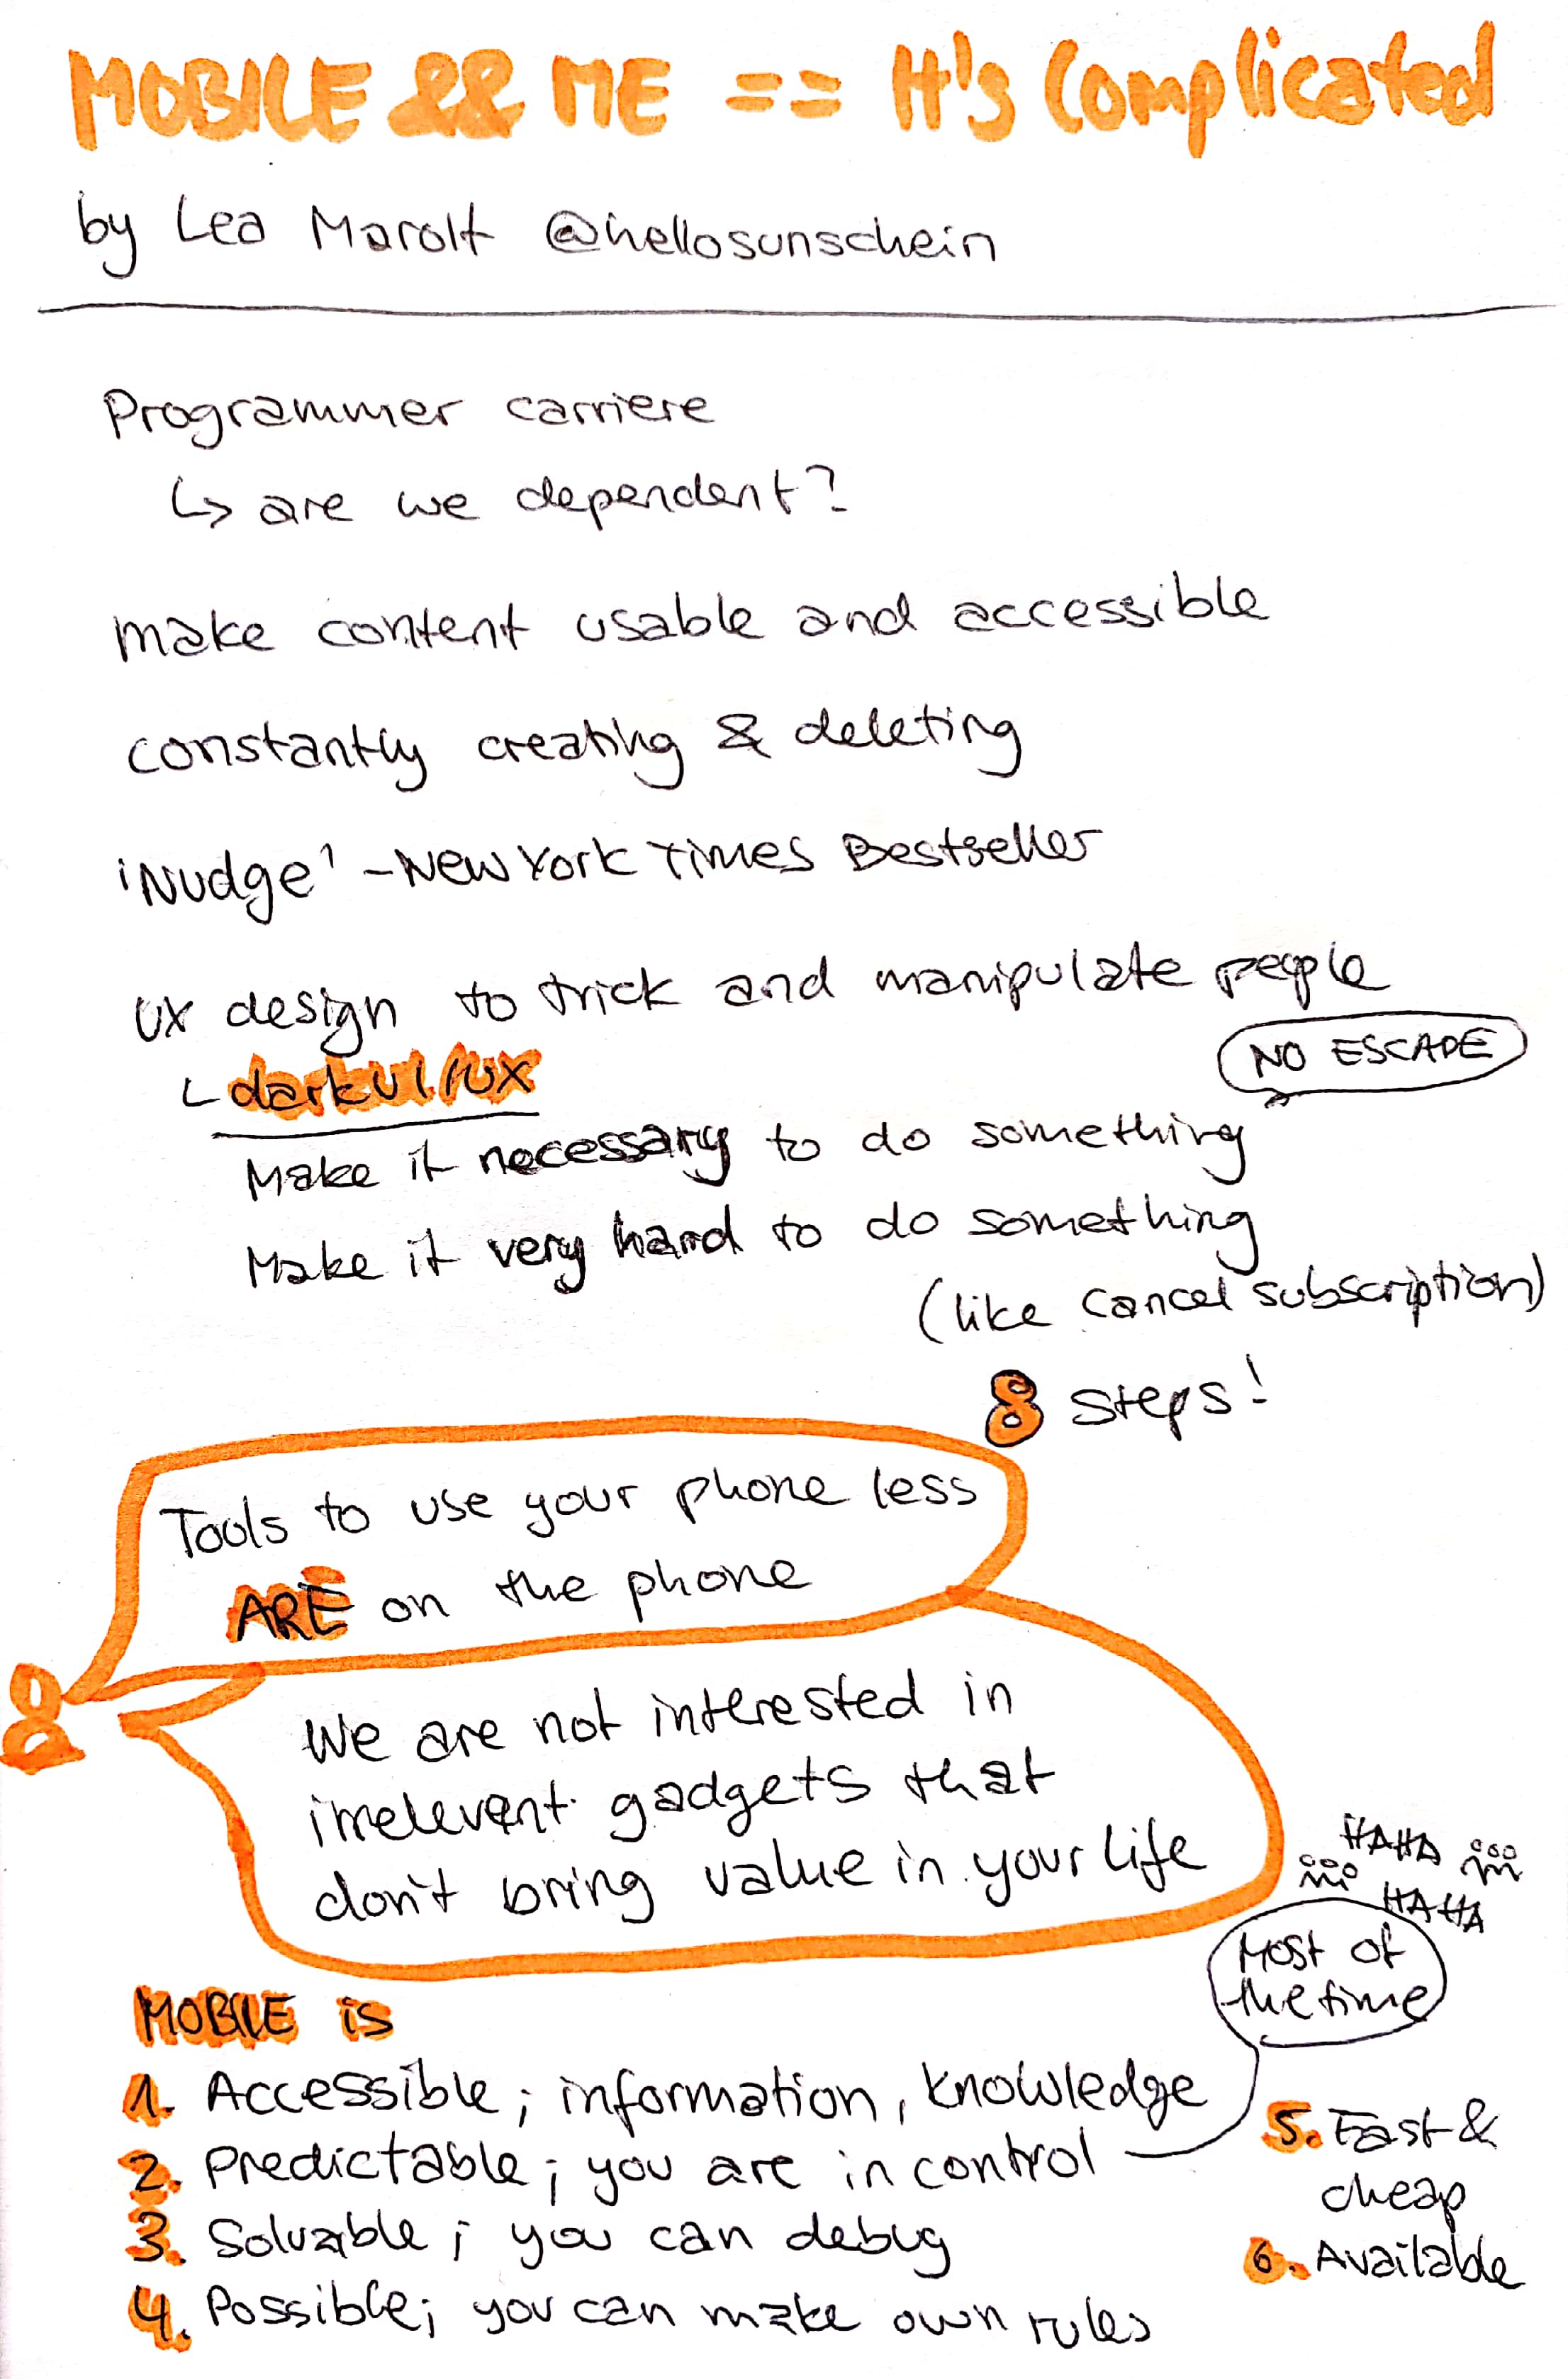 MOBILE && ME == It's Complicated
by Lea Marolt @hellosunschein
Programmer carriere
↳ are we dependent?
make content usable and accessible
constantly creating & deleting
'Nudge' - New York Times Bestseller
UX design to trick and manipulate people
NO ESCAPE
∟ dark UI/UX
Make it necessary to do something
Make it very hard to do something
(like cancel subscription)
8 steps!
Tools to use your phone less
ARE on the phone
We are not interested in
irrelevant gadgets that
don't bring value in your life
HAHA
HAHA
Most of
the time
MOBILE is
1. Accessible; information, knowledge
2. Predictable; you are in control
3. Solvable; you can debug
4. Possible; you can make own rules
5. Fast &
cheap
6. Available